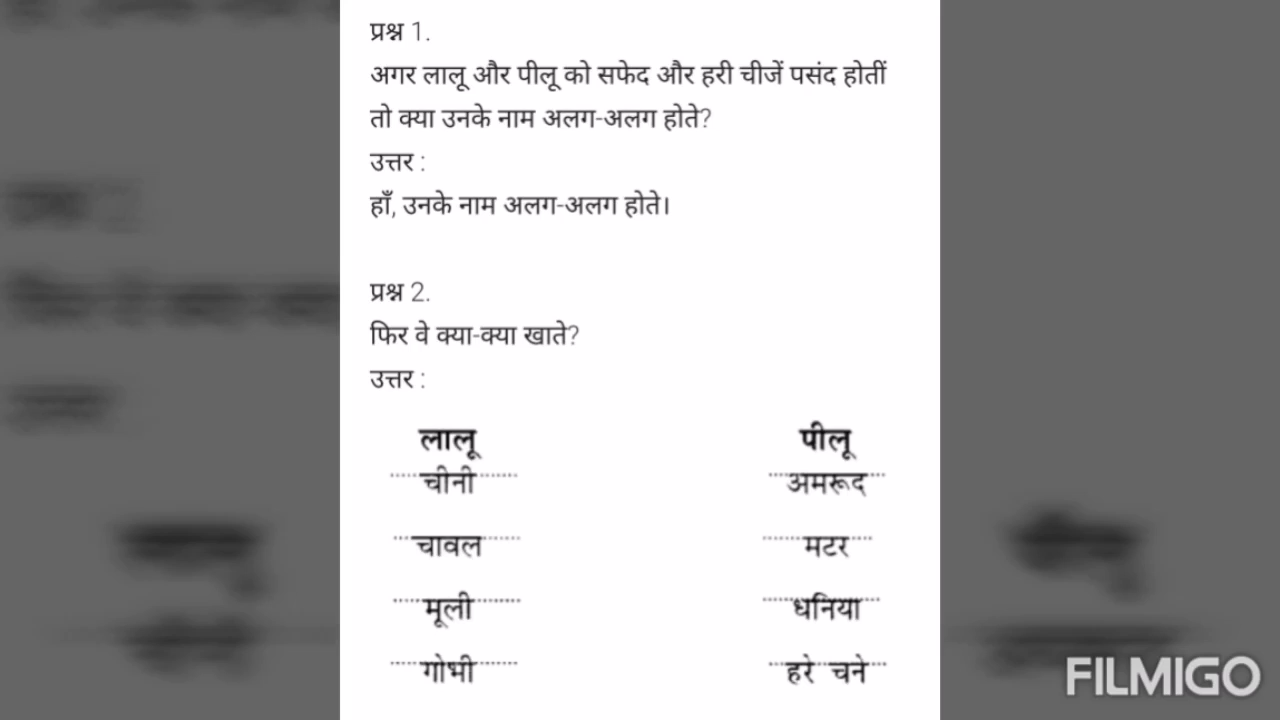 प्रश्न 1.
अगर लालू और पीलू को सफेद और हरी चीजें पसंद होतीं
तो क्या उनके नाम अलग-अलग होते?
उत्तर :
हाँ, उनके नाम अलग-अलग होते।
प्रश्न 2.
फिर वे क्या-क्या खाते?
उत्तर :
लालू पीलू
चीनी अमरूद
चावल मटर
मूली धनिया
गोभी हरे चने
FILMIGO